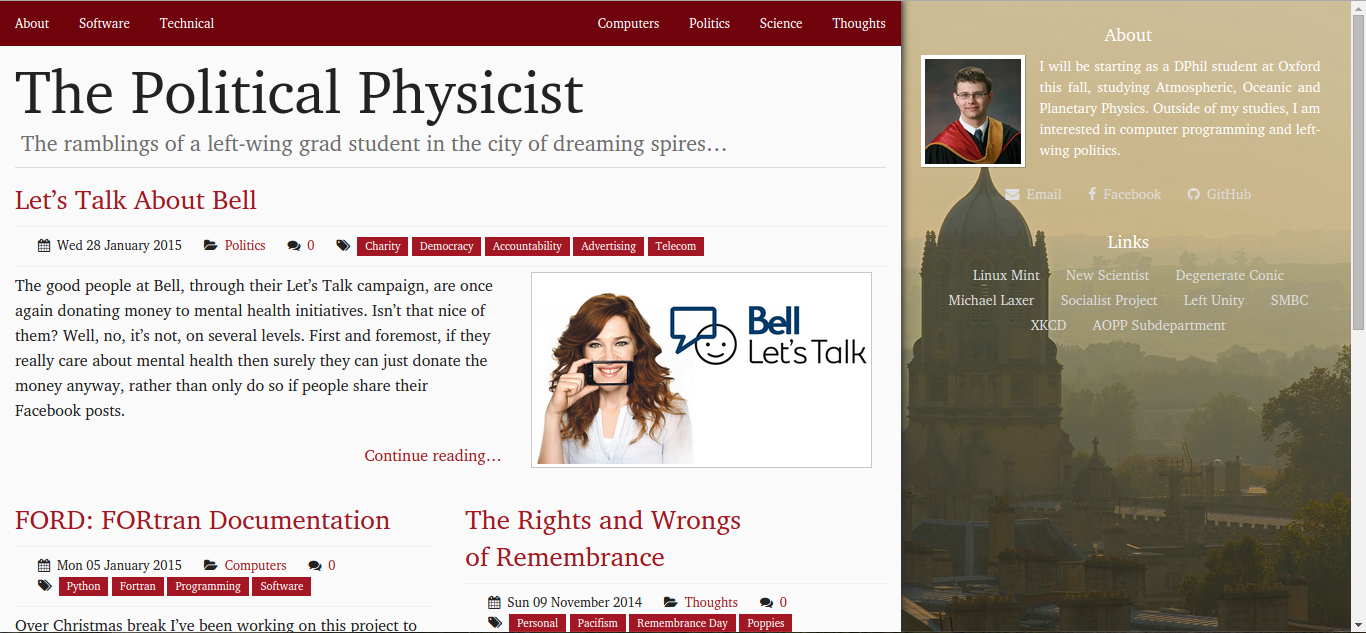 About Software Technical Computers Politics Science Thoughts
The Political Physicist
The ramblings of a left-wing grad student in the city of dreaming spires…
Let’s Talk About Bell
Wed 28 January 2015 Politics 0 Charity Democracy Accountability Advertising Telecom
The good people at Bell, through their Let’s Talk campaign, are once
again donating money to mental health initiatives. Isn’t that nice of
them? Well, no, it’s not, on several levels. First and foremost, if they
really care about mental health then surely they can just donate the
money anyway, rather than only do so if people share their
Facebook posts.
Continue reading…
Bell
Let’s Talk
FORD: FORtran Documentation
Mon 05 January 2015 Computers 0
Python Fortran Programming Software
Over Christmas break I’ve been working on this project to
The Rights and Wrongs
of Remembrance
Sun 09 November 2014 Thoughts 0
Personal Pacifism Remembrance Day Poppies
About
I will be starting as a DPhil student at Oxford
this fall, studying Atmospheric, Oceanic and
Planetary Physics. Outside of my studies, I am
interested in computer programming and left-
wing politics.
Email Facebook GitHub
Links
Linux Mint New Scientist Degenerate Conic
Michael Laxer Socialist Project Left Unity SMBC
XKCD AOPP Subdepartment